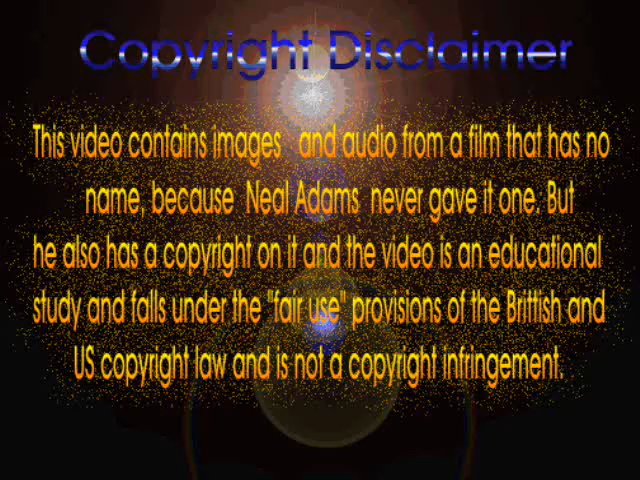 Copyright Disclaimer
This video contains images and audio from a film that has no
name, because Neal Adams never gave it one. But
he also has a copyright on it and the video is an educational
study and falls under the "fair use" provisions of the Brittish and
US copyright law and is not a copyright infringement.